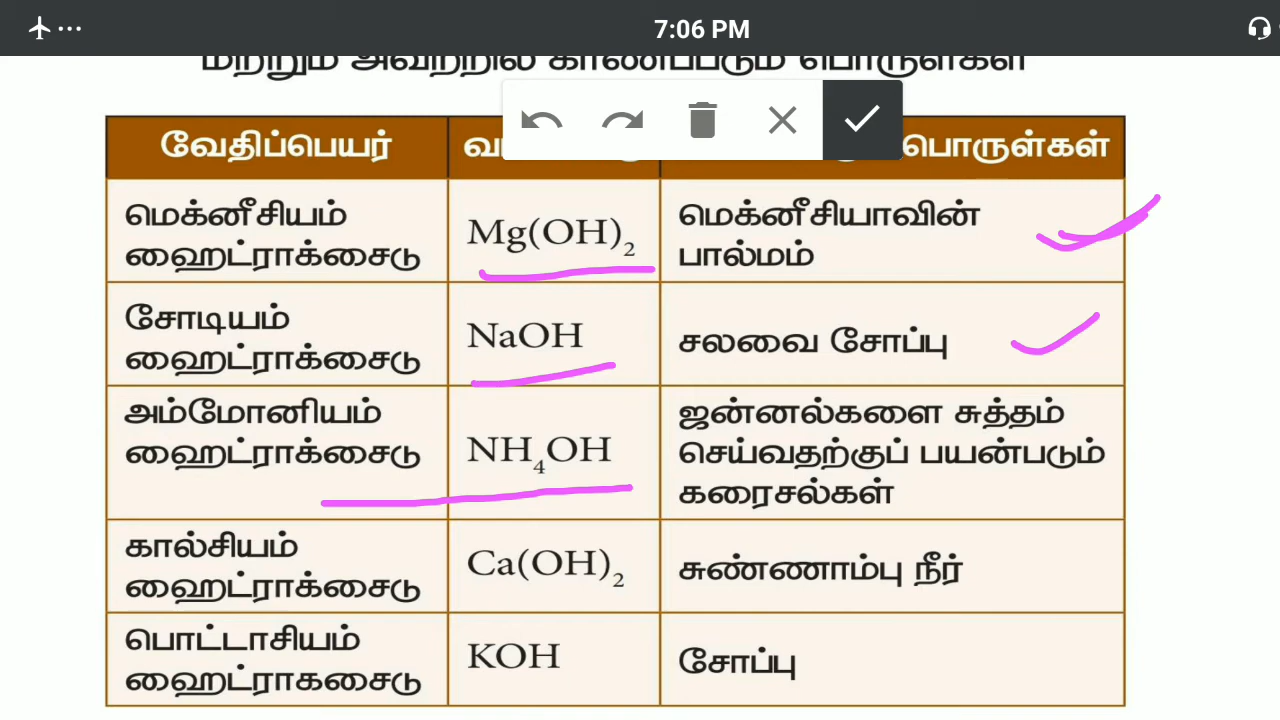 7:06 PM
மற்றும் அவற்றில் காணப்படும் பொருள்கள்
வேதிப்பெயர்
மெக்னீசியம்
ஹைட்ராக்சைடு
Mg(OH)₂
மெக்னீசியாவின்
பால்மம்
சோடியம்
ஹைட்ராக்சைடு
NaOH
சலவை சோப்பு
அம்மோனியம்
ஹைட்ராக்சைடு
NH₄OH
ஜன்னல்களை சுத்தம்
செய்வதற்குப் பயன்படும்
கரைசல்கள்
கால்சியம்
ஹைட்ராக்சைடு
Ca(OH)₂
சுண்ணாம்பு நீர்
பொட்டாசியம்
ஹைட்ராகசைடு
KOH
சோப்பு